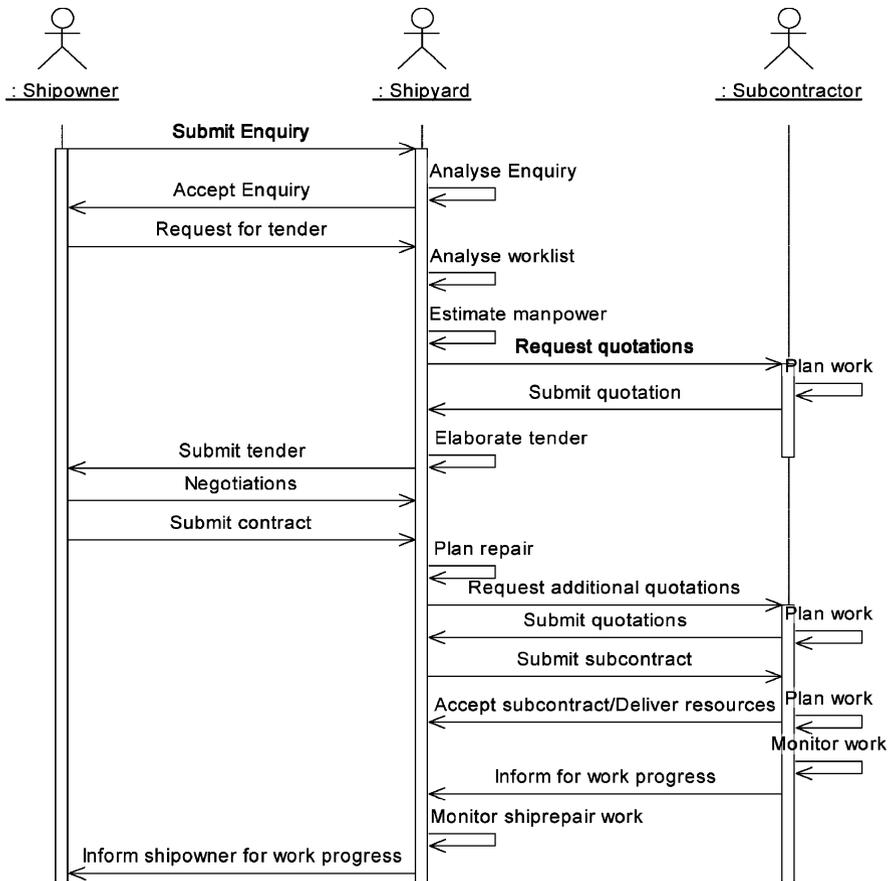 : Shipowner
: Shipyard
: Subcontractor
Submit Enquiry
Analyse Enquiry
Accept Enquiry
Request for tender
Analyse worklist
Estimate manpower
Request quotations
Plan work
Submit quotation
Elaborate tender
Submit tender
Negotiations
Submit contract
Plan repair
Request additional quotations
Plan work
Submit quotations
Submit subcontract
Plan work
Accept subcontract/Deliver resources
Monitor work
Inform for work progress
Monitor shiprepair work
Inform shipowner for work progress